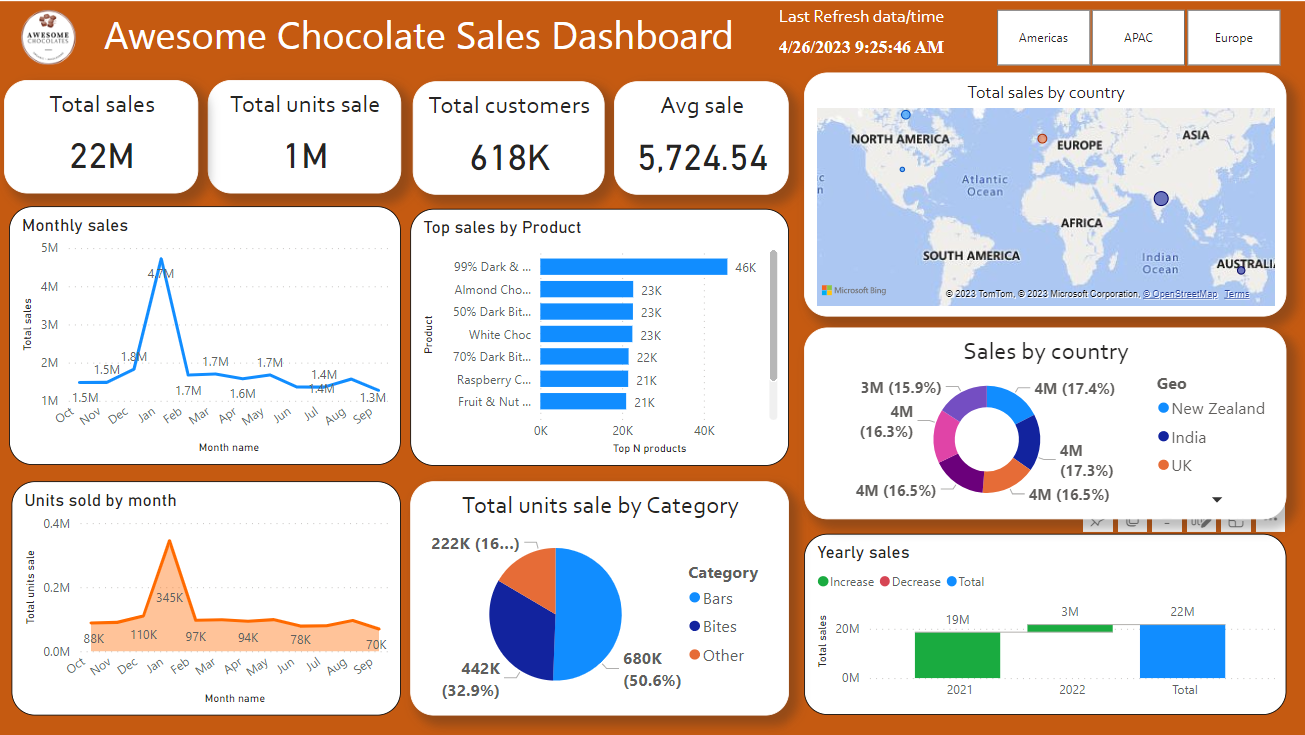 AWESOME
CHOCOLATES
Awesome Chocolate Sales Dashboard
Last Refresh data/time
4/26/2023 9:25:46 AM
Americas
APAC
Europe
Total sales
22M
Total units sale
1M
Total customers
618K
Avg sale
5,724.54
Total sales by country
NORTH AMERICA
EUROPE
ASIA
Atlantic
Ocean
AFRICA
SOUTH AMERICA
Indian
Ocean
AUSTRALI
Microsoft Bing
© 2023 TomTom, © 2023 Microsoft Corporation, © OpenStreetMap Terms
Monthly sales
Total sales
5M
4M
3M
2M
1M
1.5M
1.5M
1.8M
4.7M
1.7M
1.7M
1.6M
1.7M
1.4M
1.4M
1.3M
Oct
Nov
Dec
Jan
Feb
Mar
Apr
May
Jun
Jul
Aug
Sep
Month name
Top sales by Product
Product
99% Dark & ... 46K
Almond Cho... 23K
50% Dark Bit... 23K
White Choc 23K
70% Dark Bit... 22K
Raspberry C... 21K
Fruit & Nut ... 21K
0K 20K 40K
Top N products
Sales by country
3M (15.9%)
4M (17.4%)
4M
(16.3%)
4M
(17.3%)
4M (16.5%)
4M (16.5%)
Geo
New Zealand
India
UK
Units sold by month
Total units sale
0.4M
0.2M
0.0M
88K
110K
345K
97K
94K
78K
70K
Oct
Nov
Dec
Jan
Feb
Mar
Apr
May
Jun
Jul
Aug
Sep
Month name
Total units sale by Category
222K (16...)
442K
(32.9%)
680K
(50.6%)
Category
Bars
Bites
Other
Yearly sales
Increase Decrease Total
Total sales
20M
0M
19M
3M
22M
2021
2022
Total